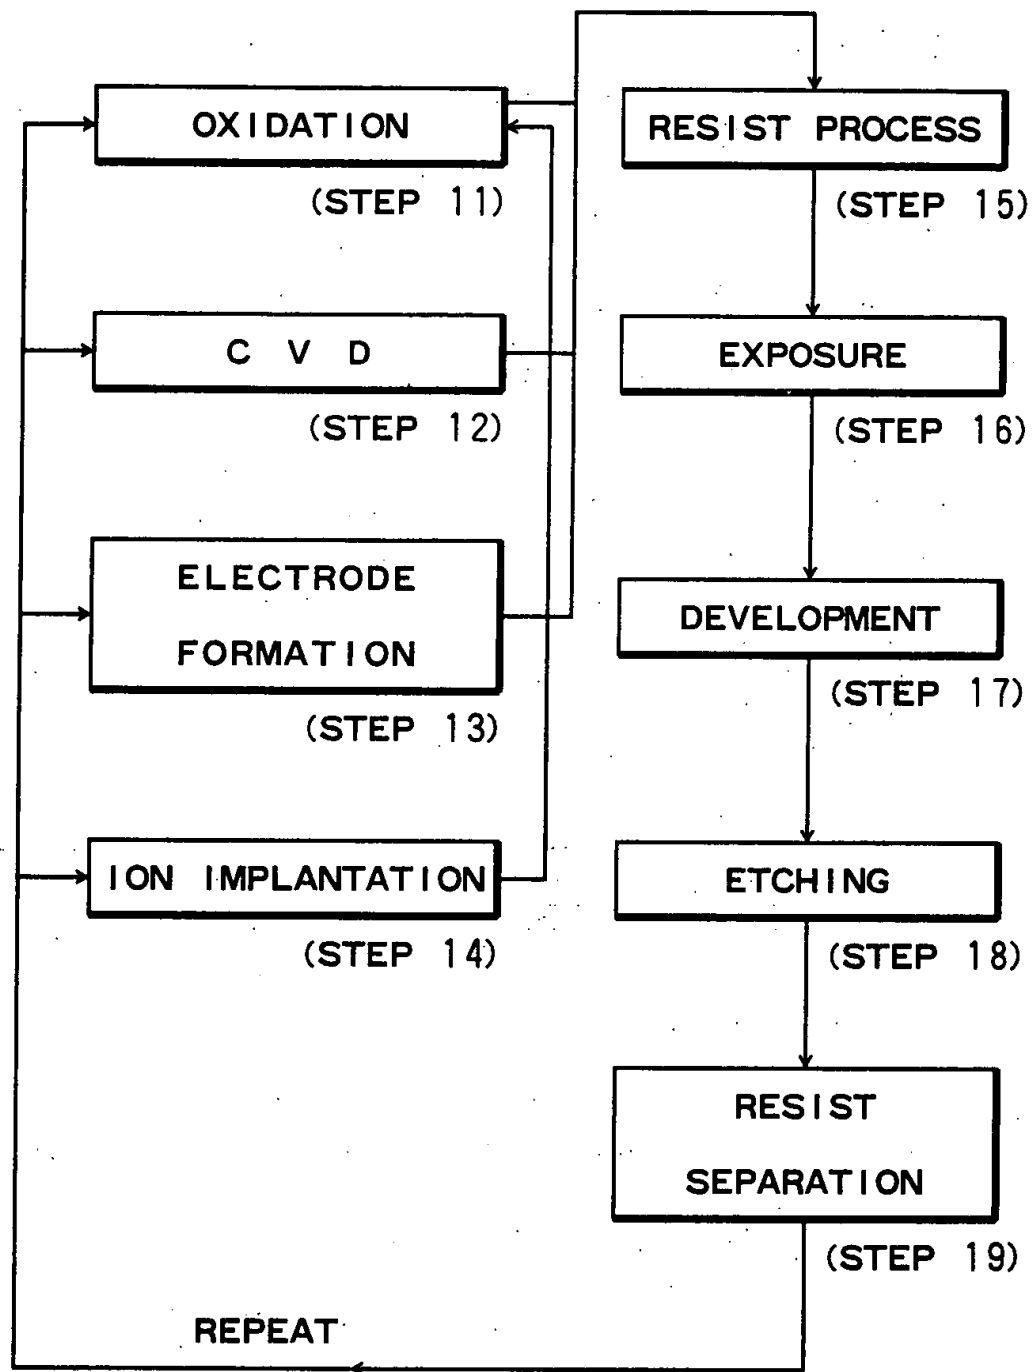 OXIDATION
(STEP 11)
CVD
(STEP 12)
ELECTRODE
FORMATION
(STEP 13)
ION IMPLANTATION
(STEP 14)
RESIST PROCESS
(STEP 15)
EXPOSURE
(STEP 16)
DEVELOPMENT
(STEP 17)
ETCHING
(STEP 18)
RESIST
SEPARATION
(STEP 19)
REPEAT